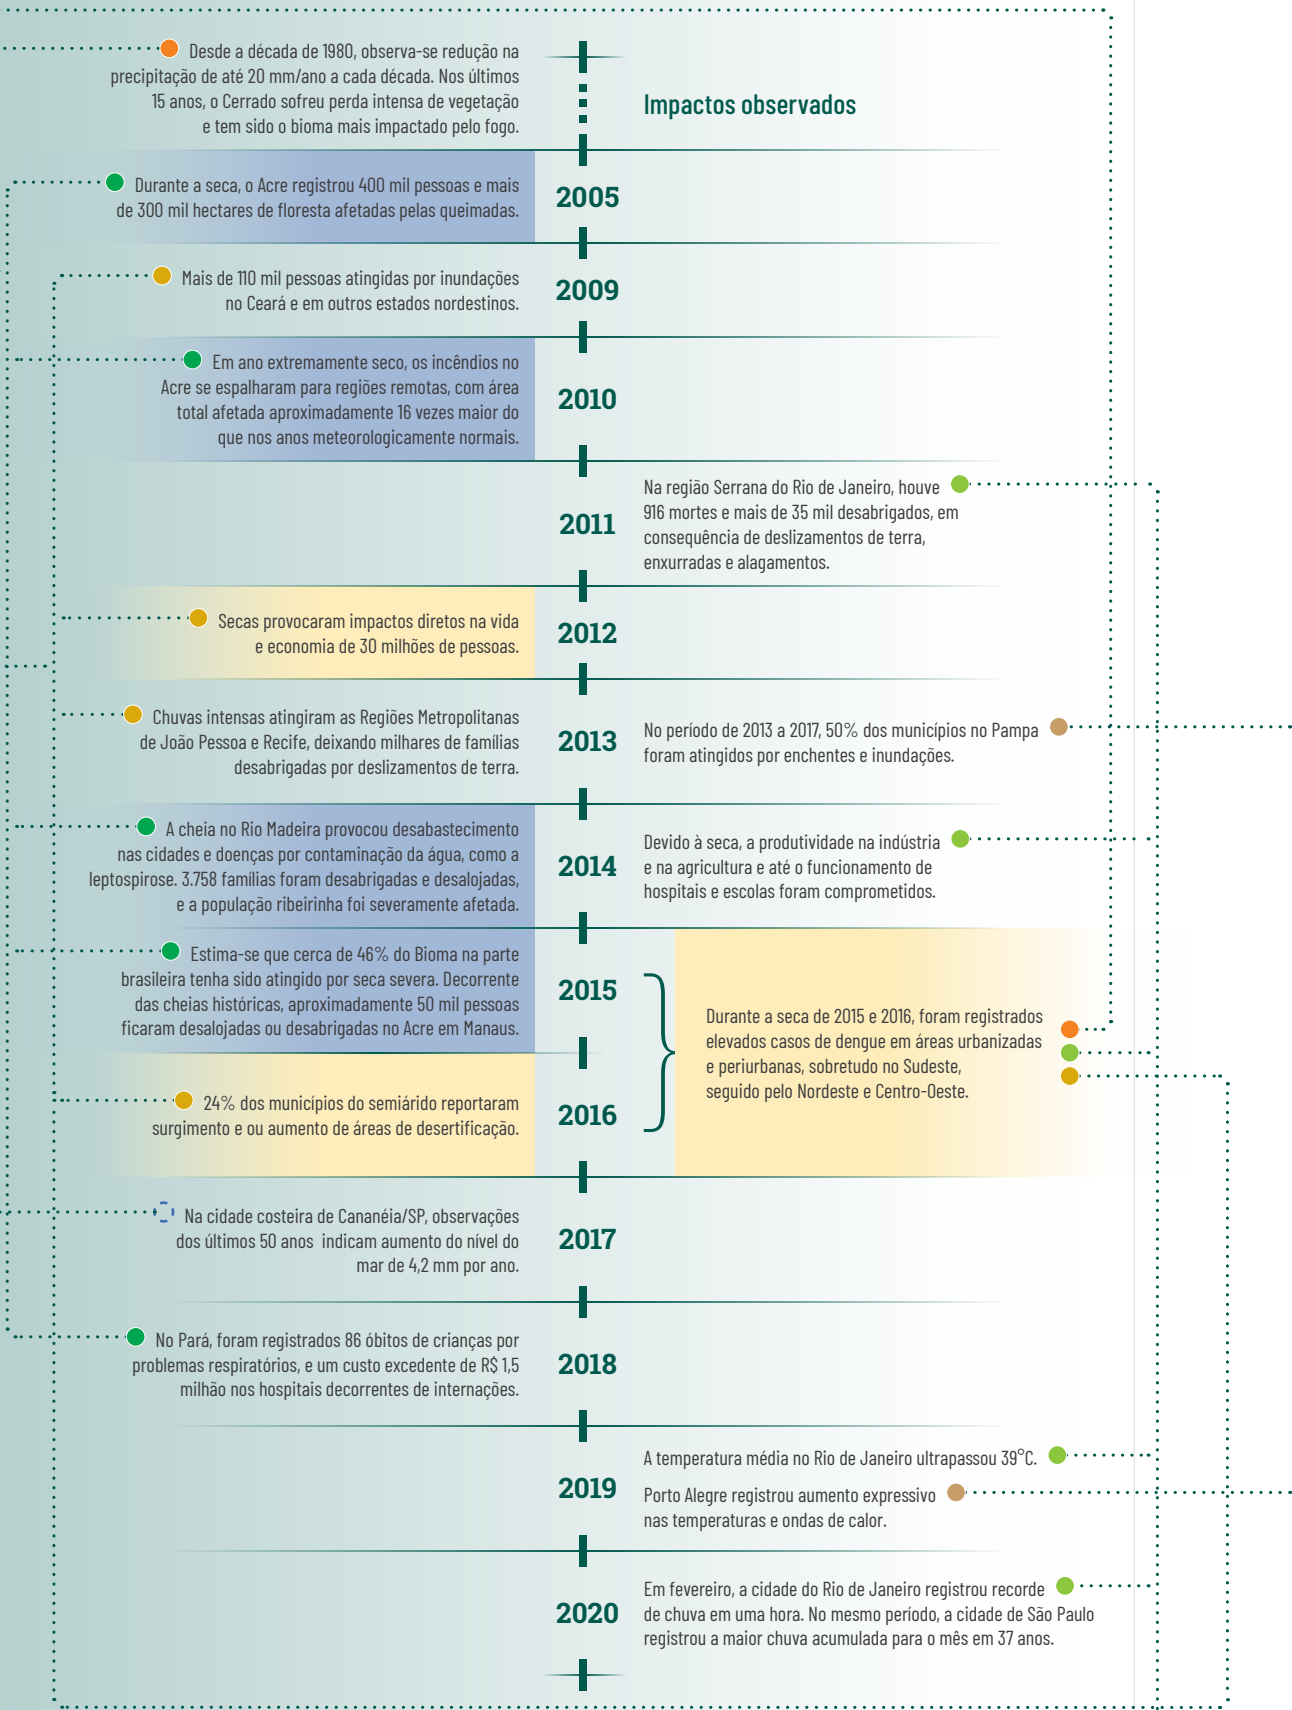 Desde a década de 1980, observa-se redução na
precipitação de até 20 mm/ano a cada década. Nos últimos
15 anos, o Cerrado sofreu perda intensa de vegetação
e tem sido o bioma mais impactado pelo fogo.
Impactos observados
Durante a seca, o Acre registrou 400 mil pessoas e mais
de 300 mil hectares de floresta afetadas pelas queimadas.
2005
Mais de 110 mil pessoas atingidas por inundações
no Ceará e em outros estados nordestinos.
2009
Em ano extremamente seco, os incêndios no
Acre se espalharam para regiões remotas, com área
total afetada aproximadamente 16 vezes maior do
que nos anos meteorologicamente normais.
2010
2011
Na região Serrana do Rio de Janeiro, houve
916 mortes e mais de 35 mil desabrigados, em
consequência de deslizamentos de terra,
enxurradas e alagamentos.
Secas provocaram impactos diretos na vida
e economia de 30 milhões de pessoas.
2012
Chuvas intensas atingiram as Regiões Metropolitanas
de João Pessoa e Recife, deixando milhares de famílias
desabrigadas por deslizamentos de terra.
2013
No período de 2013 a 2017, 50% dos municípios no Pampa
foram atingidos por enchentes e inundações.
A cheia no Rio Madeira provocou desabastecimento
nas cidades e doenças por contaminação da água, como a
leptospirose. 3.758 famílias foram desabrigadas e desalojadas,
e a população ribeirinha foi severamente afetada.
2014
Devido à seca, a produtividade na indústria
e na agricultura e até o funcionamento de
hospitais e escolas foram comprometidos.
Estima-se que cerca de 46% do Bioma na parte
brasileira tenha sido atingido por seca severa. Decorrente
das cheias históricas, aproximadamente 50 mil pessoas
ficaram desalojadas ou desabrigadas no Acre em Manaus.
2015
Durante a seca de 2015 e 2016, foram registrados
elevados casos de dengue em áreas urbanizadas
e periurbanas, sobretudo no Sudeste,
seguido pelo Nordeste e Centro-Oeste.
24% dos municípios do semiárido reportaram
surgimento e ou aumento de áreas de desertificação.
2016
Na cidade costeira de Cananéia/SP, observações
dos últimos 50 anos indicam aumento do nível do
mar de 4,2 mm por ano.
2017
No Pará, foram registrados 86 óbitos de crianças por
problemas respiratórios, e um custo excedente de R$ 1,5
milhão nos hospitais decorrentes de internações.
2018
2019
A temperatura média no Rio de Janeiro ultrapassou 39°C.
Porto Alegre registrou aumento expressivo
nas temperaturas e ondas de calor.
2020
Em fevereiro, a cidade do Rio de Janeiro registrou recorde
de chuva em uma hora. No mesmo período, a cidade de São Paulo
registrou a maior chuva acumulada para o mês em 37 anos.